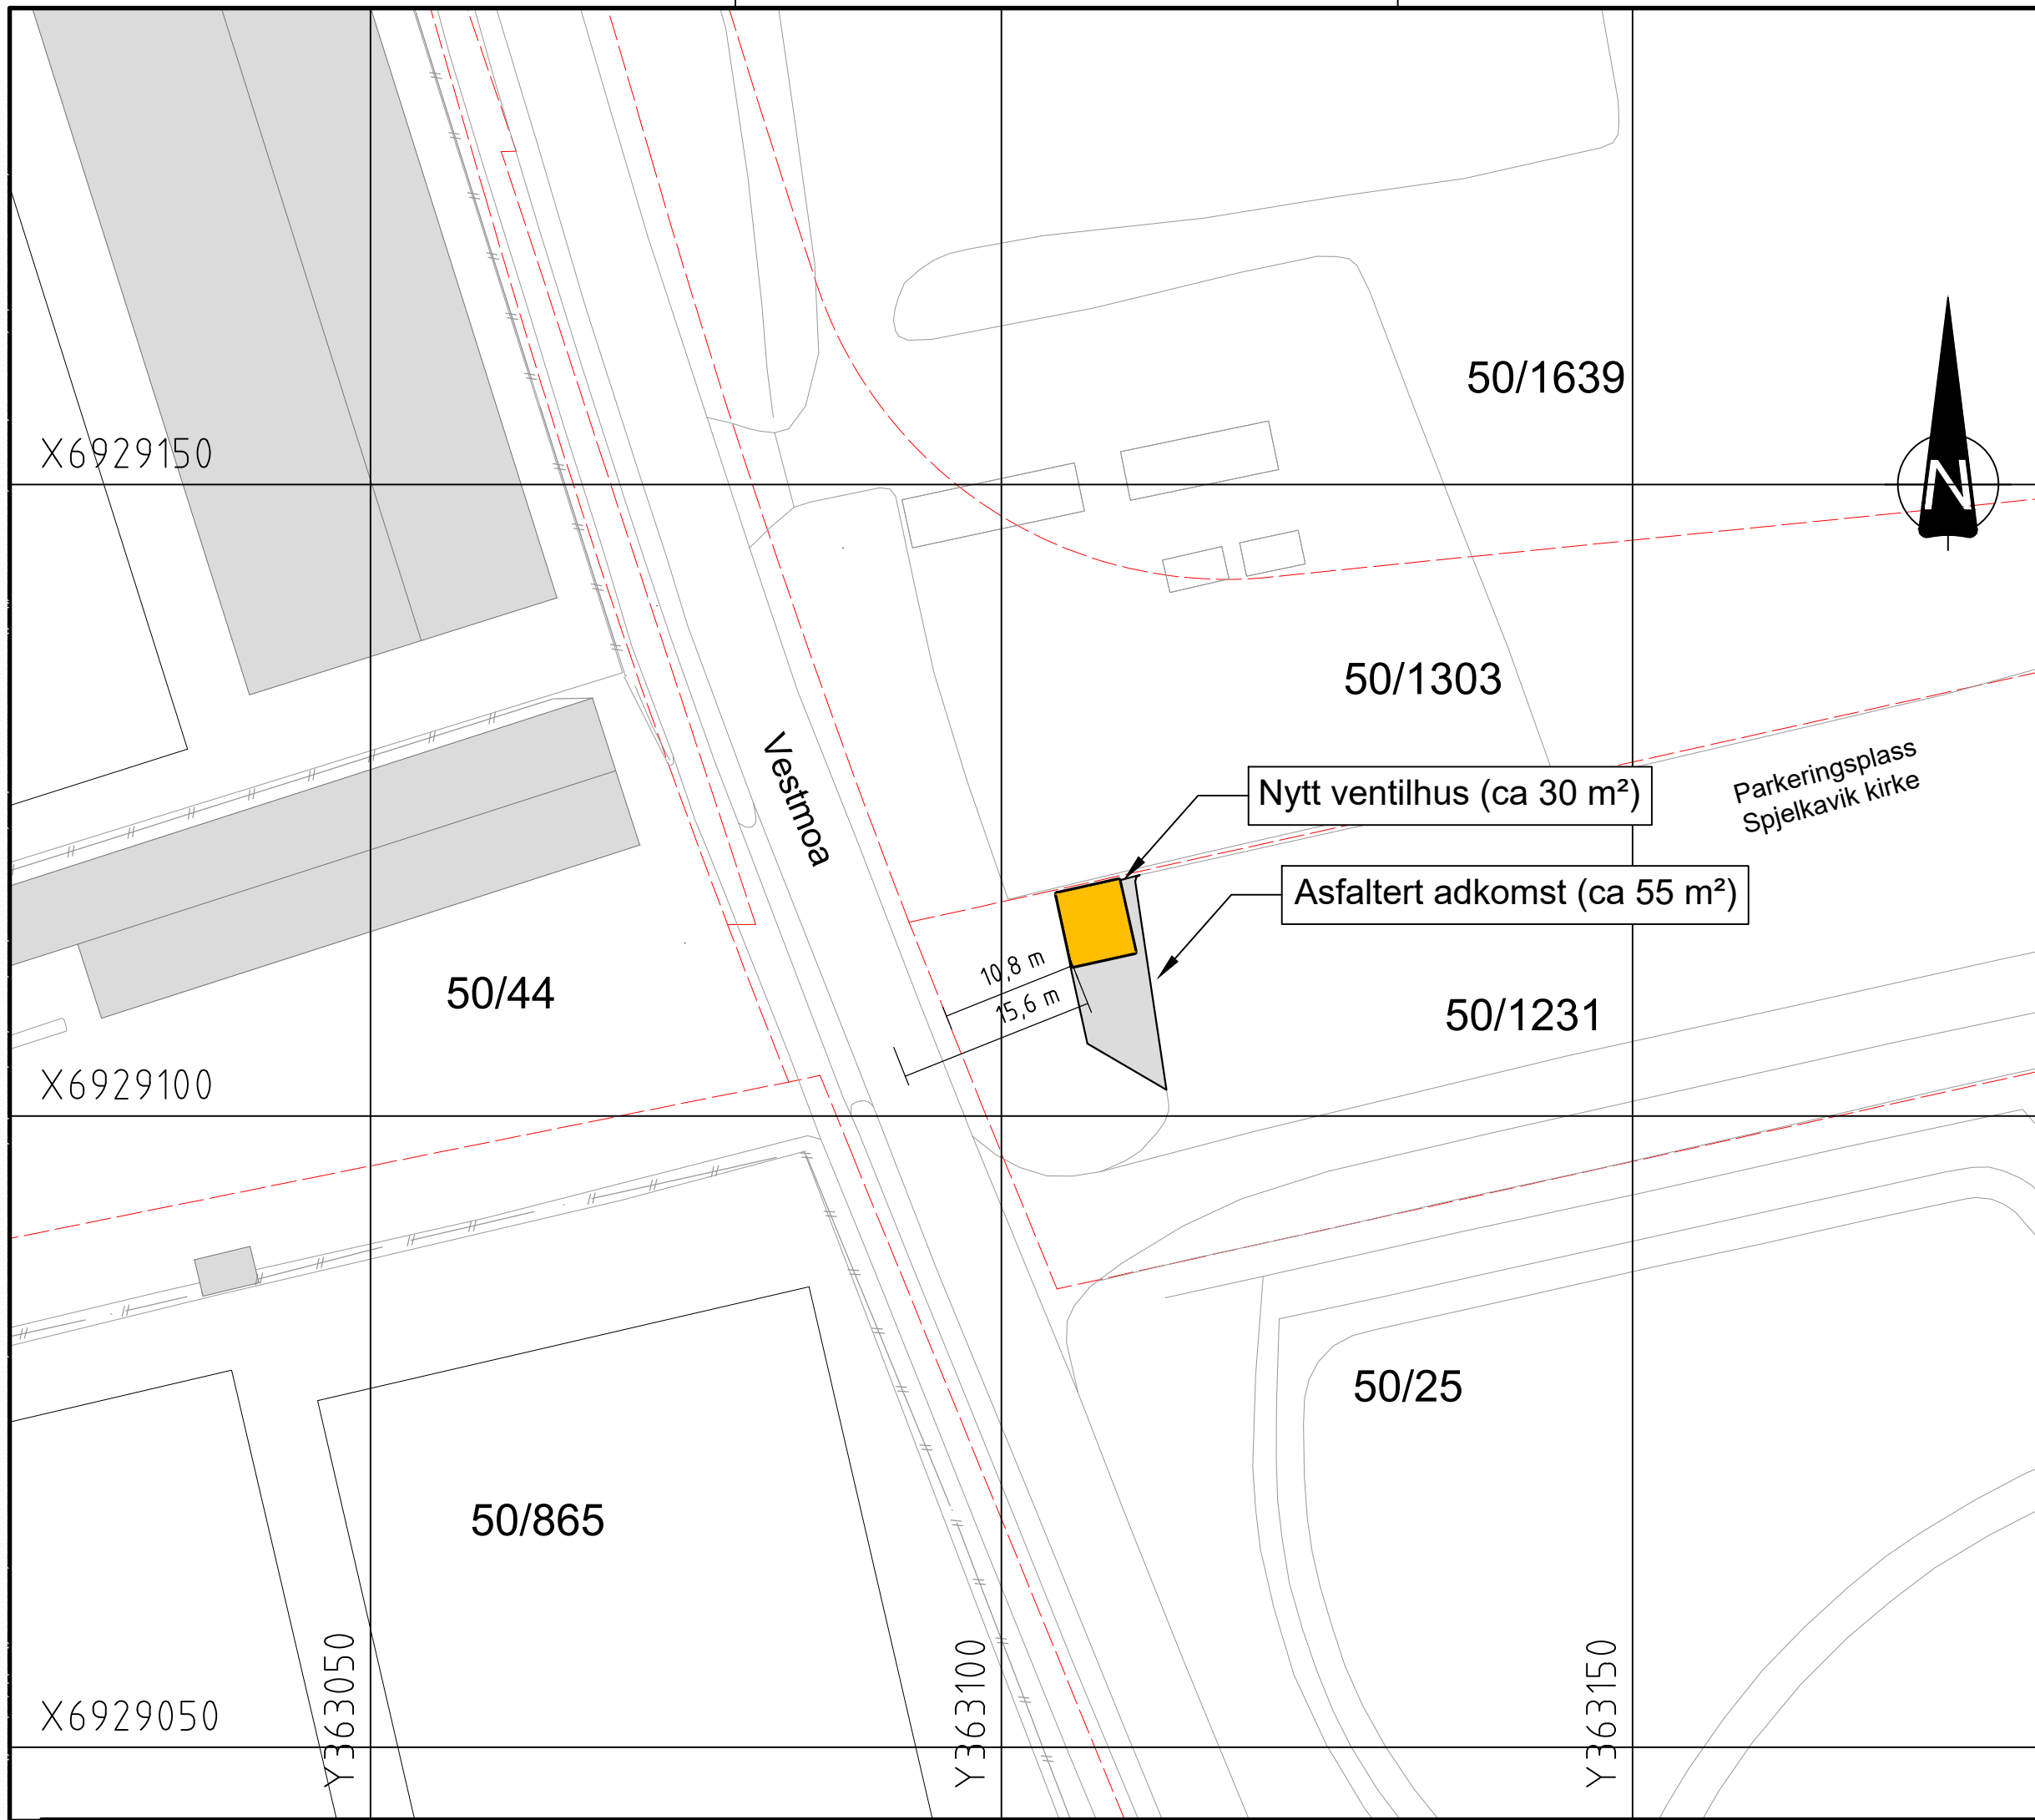 50/1639
X6929150
N
50/1303
Vestmoa
Parkeringsplass
Spjelkavik kirke
Nytt ventilhus (ca 30 m²)
Asfaltert adkomst (ca 55 m²)
10,8 m
15,6 m
50/44
50/1231
X6929100
50/25
50/865
X6929050
Y363050
Y363100
Y363150